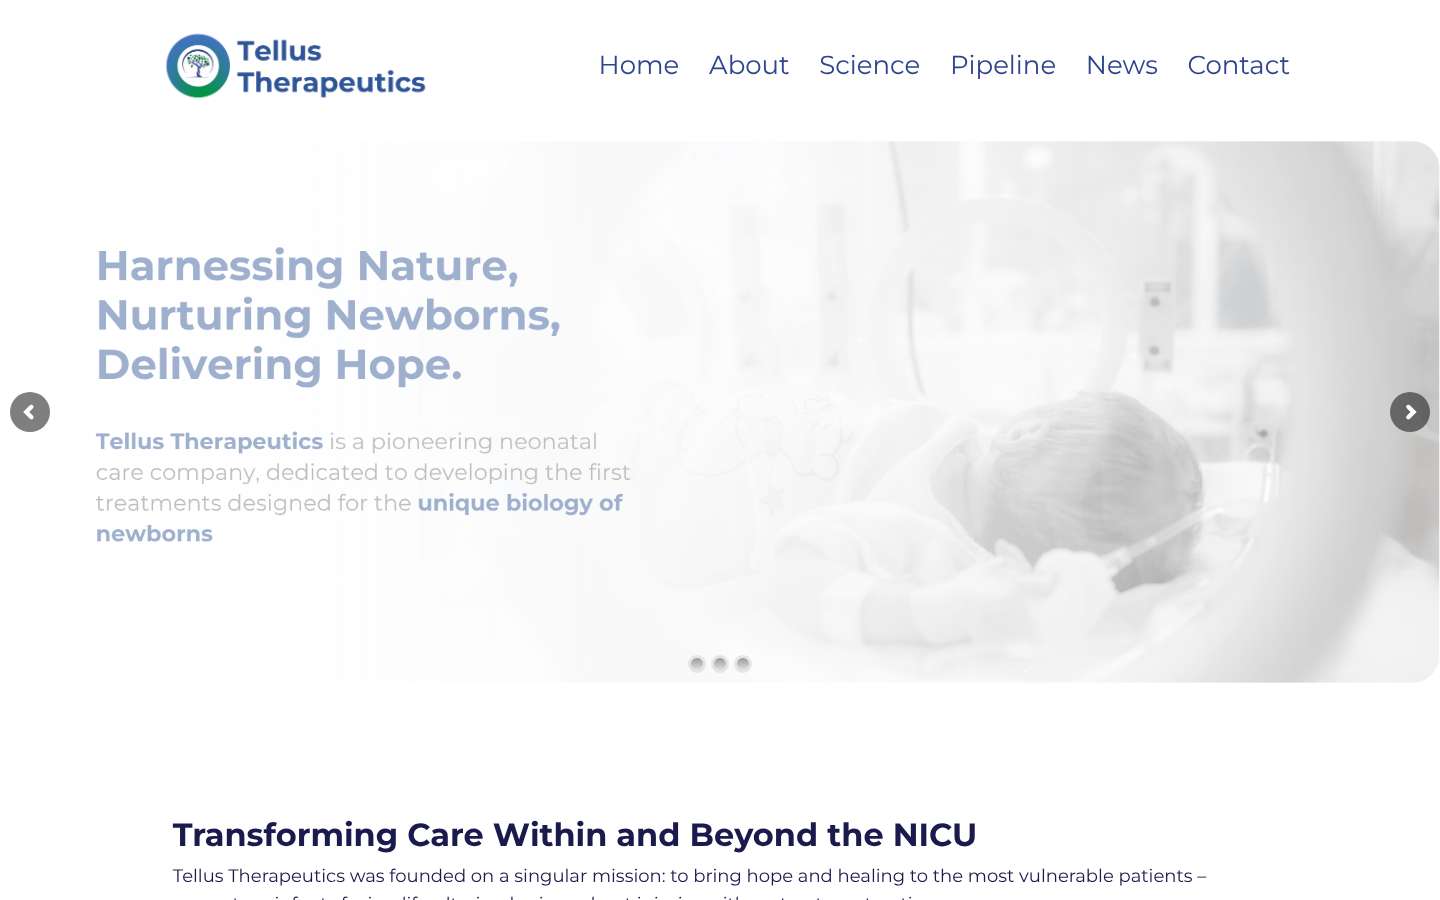 Tellus
Therapeutics
Home About Science Pipeline News Contact
Harnessing Nature,
Nurturing Newborns,
Delivering Hope.
Tellus Therapeutics is a pioneering neonatal
care company, dedicated to developing the first
treatments designed for the unique biology of
newborns
Transforming Care Within and Beyond the NICU
Tellus Therapeutics was founded on a singular mission: to bring hope and healing to the most vulnerable patients –